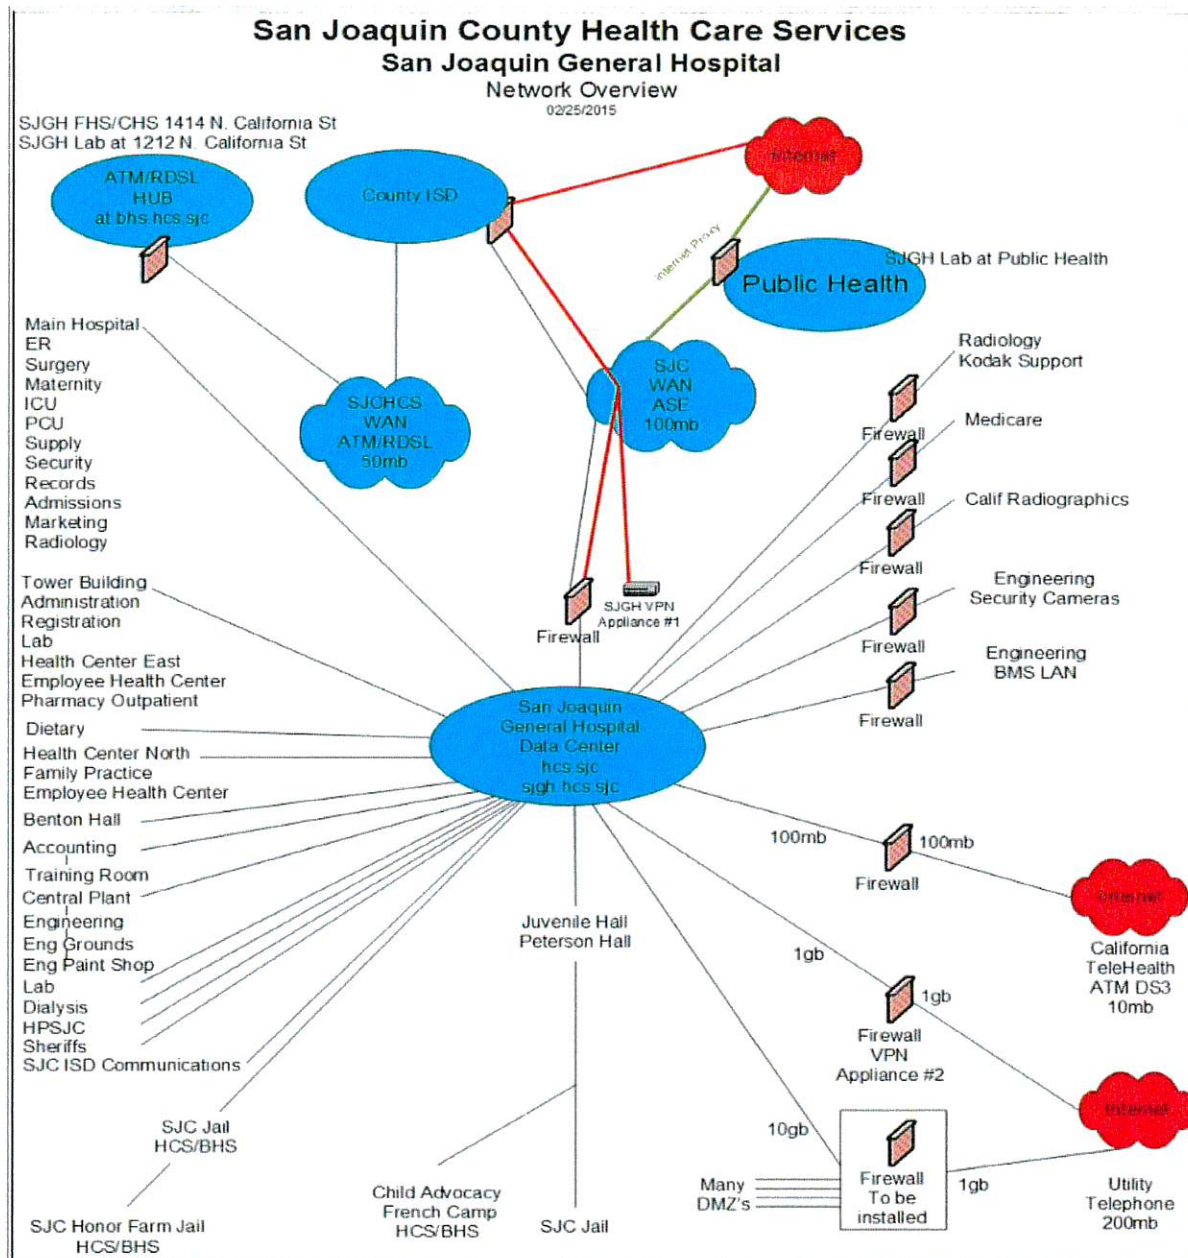 San Joaquin County Health Care Services
San Joaquin General Hospital
Network Overview
02/25/2015
SJGH FHS/CHS 1414 N. California St
SJGH Lab at 1212 N. California St
ATM/RDSL
HUB
at bhs.hcs.sjc
County ISD
Internet
Internet Proxy
SJGH Lab at Public Health
Public Health
Main Hospital
ER
Surgery
Maternity
ICU
PCU
Supply
Security
Records
Admissions
Marketing
Radiology
SJCHCS
WAN
ATM/RDSL
50mb
SJC
WAN
ASE
100mb
Radiology
Kodak Support
Firewall
Medicare
Firewall
Calif Radiographics
Firewall
Engineering
Security Cameras
Firewall
Engineering
BMS LAN
Firewall
Firewall
SJGH VPN
Appliance #1
Tower Building
Administration
Registration
Lab
Health Center East
Employee Health Center
Pharmacy Outpatient
Dietary
Health Center North
Family Practice
Employee Health Center
Benton Hall
Accounting
Training Room
Central Plant
Engineering
Eng Grounds
Eng Paint Shop
Lab
Dialysis
HPSJC
Sheriffs
SJC ISD Communications
San Joaquin
General Hospital
Data Center
hcs.sjc
sjgh.hcs.sjc
100mb
100mb
Firewall
Internet
California
TeleHealth
ATM DS3
10mb
Juvenile Hall
Peterson Hall
1gb
1gb
Firewall
VPN
Appliance #2
Internet
Utility
Telephone
200mb
10gb
Firewall
To be
installed
1gb
Many
DMZ's
SJC Jail
HCS/BHS
SJC Honor Farm Jail
HCS/BHS
Child Advocacy
French Camp
HCS/BHS
SJC Jail